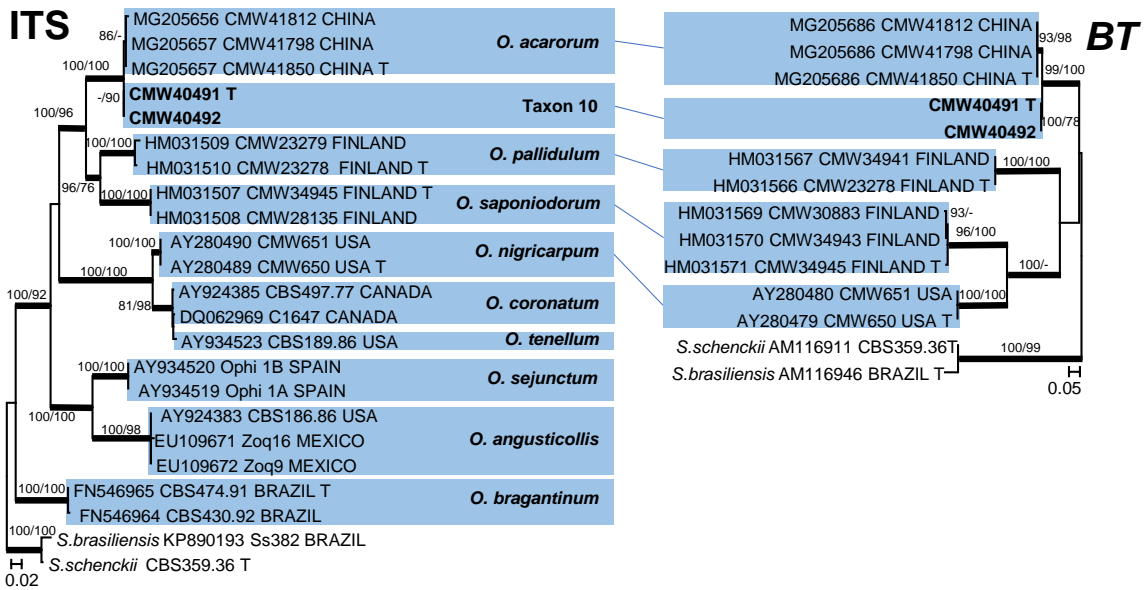 ITS
MG205656 CMW41812 CHINA
86/-
MG205657 CMW41798 CHINA
O. acarorum
MG205657 CMW41850 CHINA T
100/100
-/90
CMW40491 T
Taxon 10
CMW40492
100/96
100/100
HM031509 CMW23279 FINLAND
O. pallidulum
HM031510 CMW23278 FINLAND T
96/76
100/100
HM031507 CMW34945 FINLAND T
O. saponiodorum
HM031508 CMW28135 FINLAND
100/100
AY280490 CMW651 USA
O. nigricarpum
AY280489 CMW650 USA T
100/100
100/92
81/98
AY924385 CBS497.77 CANADA
O. coronatum
DQ062969 C1647 CANADA
AY934523 CBS189.86 USA
O. tenellum
AY934520 Ophi 1B SPAIN
O. sejunctum
AY934519 Ophi 1A SPAIN
100/100
100/98
AY924383 CBS186.86 USA
EU109671 Zoq16 MEXICO
O. angusticollis
EU109672 Zoq9 MEXICO
100/100
FN546965 CBS474.91 BRAZIL T
O. bragantinum
FN546964 CBS430.92 BRAZIL
100/100
S.brasiliensis KP890193 Ss382 BRAZIL
S.schenckii CBS359.36 T
0.02
BT
MG205686 CMW41812 CHINA
93/98
MG205686 CMW41798 CHINA
99/100
MG205686 CMW41850 CHINA T
CMW40491 T
100/78
CMW40492
HM031567 CMW34941 FINLAND
100/100
HM031566 CMW23278 FINLAND T
HM031569 CMW30883 FINLAND
93/-
HM031570 CMW34943 FINLAND
96/100
HM031571 CMW34945 FINLAND T
100/-
AY280480 CMW651 USA
100/100
AY280479 CMW650 USA T
S.schenckii AM116911 CBS359.36T
100/99
S.brasiliensis AM116946 BRAZIL T
0.05